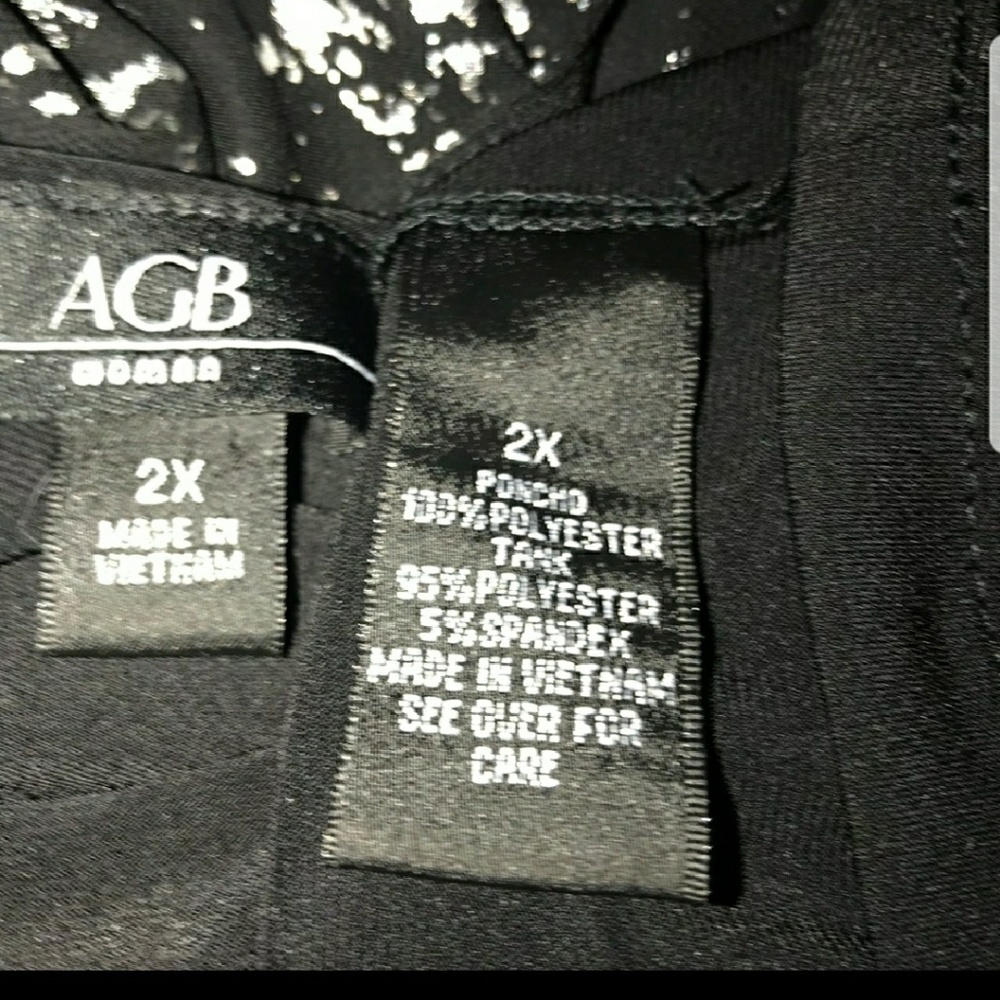 AGB
woman
2X
MADE IN
VIETNAM
2X
PONCHO
100%POLYESTER
TANK
95%POLYESTER
5%SPANDEX
MADE IN VIETNAM
SEE OVER FOR
CARE